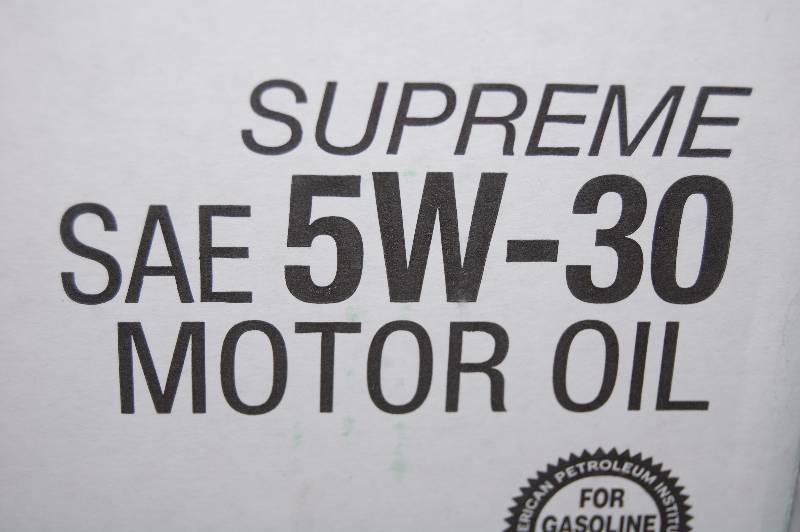 SUPREME
SAE 5W-30
MOTOR OIL
PETROLEUM
FOR
GASOLINE